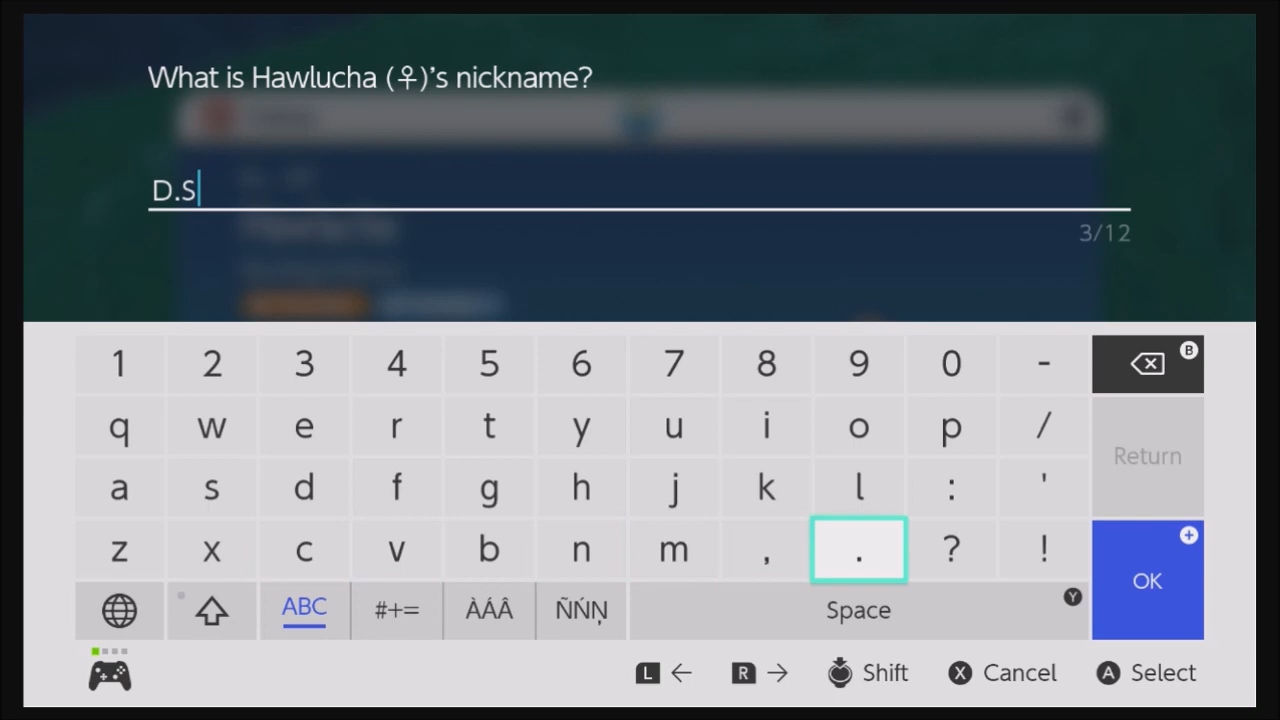 What is Hawlucha (♀)'s nickname?
D.S
3/12
1 2 3 4 5 6 7 8 9 0 - B
q w e r t y u i o p / Return
a s d f g h j k l : '
z x c v b n m , . ? ! +
OK
ABC #+= ÀÁÂ ÑŃŅ Space Y
L ← R → Shift X Cancel A Select